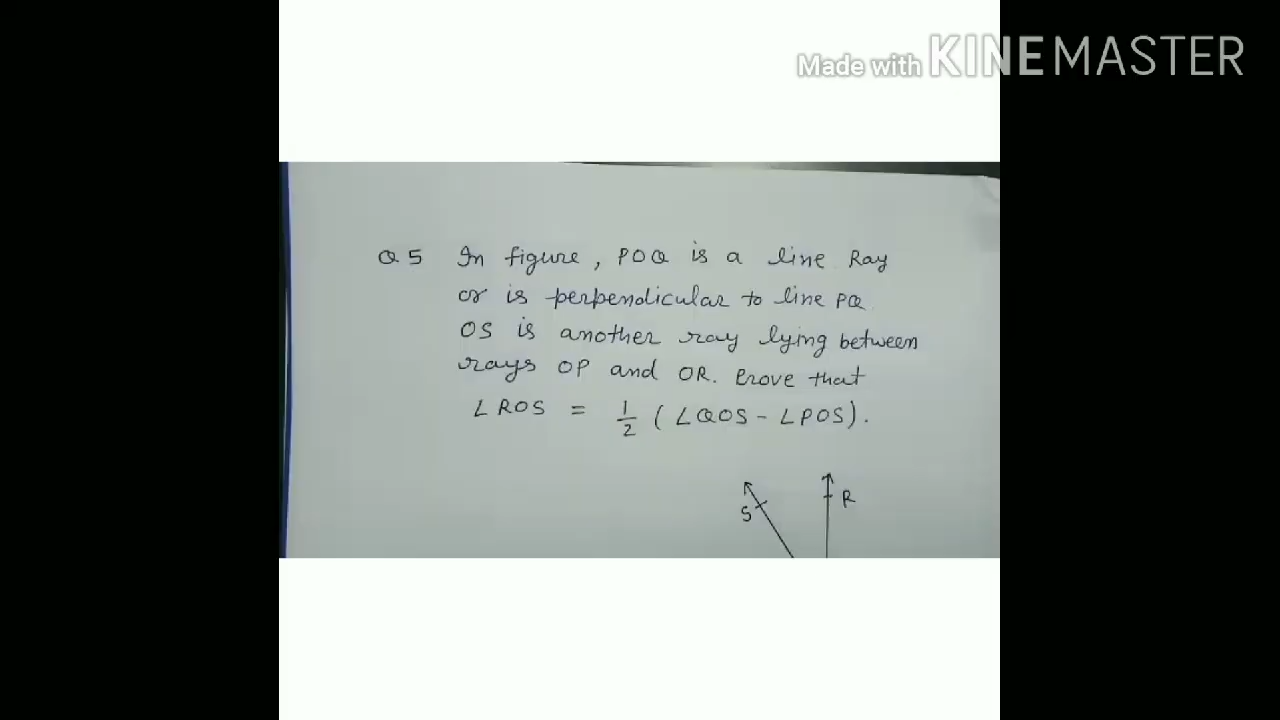 Made with KINEMASTER
Q 5 In figure, POQ is a line Ray
or is perpendicular to line PQ
OS is another ray lying between
rays OP and OR. Prove that
∠ROS = 1/2 (∠QOS - ∠POS).
S R